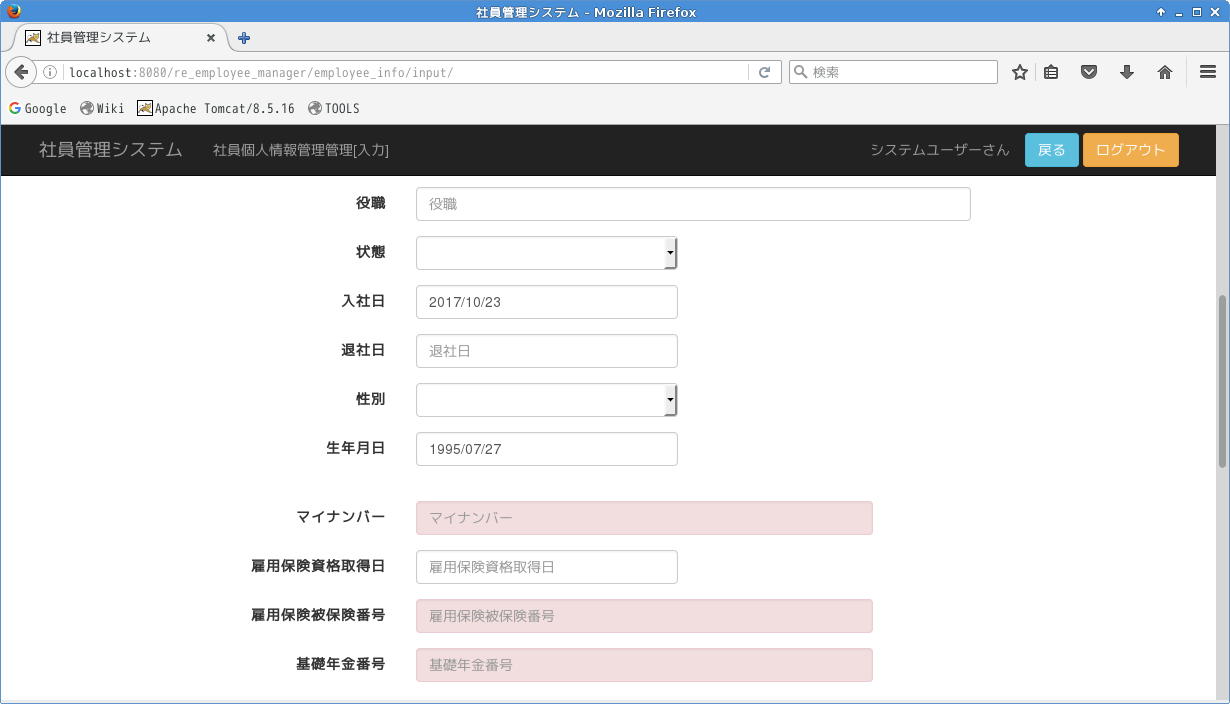 社員管理システム - Mozilla Firefox
社員管理システム
localhost:8080/re_employee_manager/employee_info/input/
検索
Google Wiki Apache Tomcat/8.5.16 TOOLS
社員管理システム 社員個人情報管理管理[入力] システムユーザーさん 戻る ログアウト
役職 役職
状態
入社日 2017/10/23
退社日 退社日
性別
生年月日 1995/07/27
マイナンバー マイナンバー
雇用保険資格取得日 雇用保険資格取得日
雇用保険被保険番号 雇用保険被保険番号
基礎年金番号 基礎年金番号